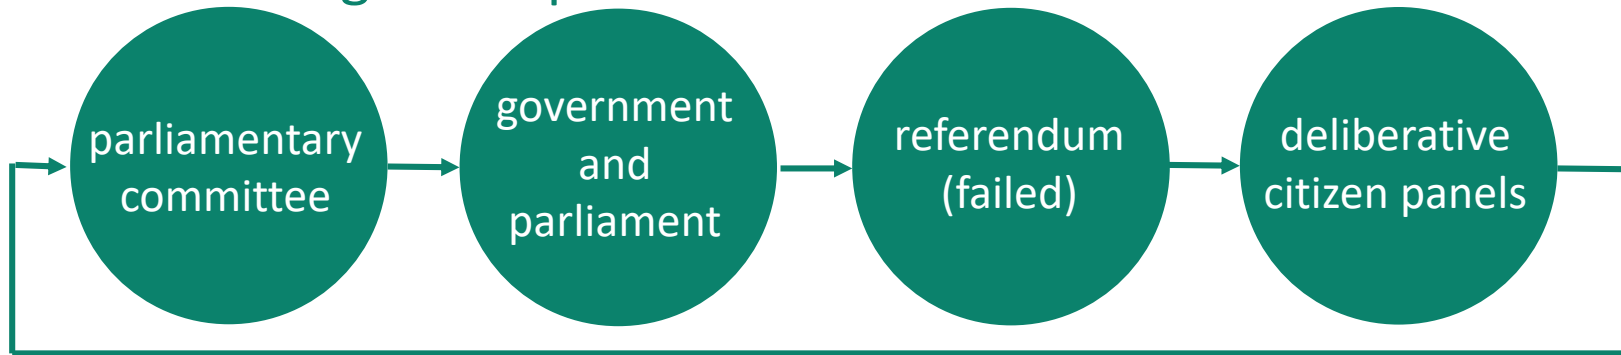 parliamentary
committee
government
and
parliament
referendum
(failed)
deliberative
citizen panels